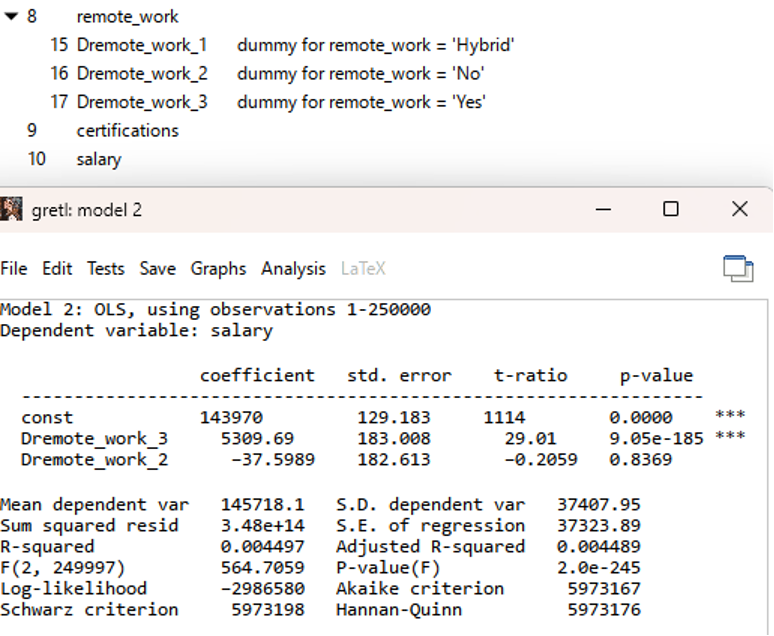 8 remote_work
15 Dremote_work_1 dummy for remote_work = 'Hybrid'
16 Dremote_work_2 dummy for remote_work = 'No'
17 Dremote_work_3 dummy for remote_work = 'Yes'
9 certifications
10 salary
gretl: model 2
File Edit Tests Save Graphs Analysis LaTeX
Model 2: OLS, using observations 1-250000
Dependent variable: salary
coefficient std. error t-ratio p-value
---------------------------------------------------------------
const 143970 129.183 1114 0.0000 ***
Dremote_work_3 5309.69 183.008 29.01 9.05e-185 ***
Dremote_work_2 −37.5989 182.613 −0.2059 0.8369
Mean dependent var 145718.1 S.D. dependent var 37407.95
Sum squared resid 3.48e+14 S.E. of regression 37323.89
R-squared 0.004497 Adjusted R-squared 0.004489
F(2, 249997) 564.7059 P-value(F) 2.0e-245
Log-likelihood −2986580 Akaike criterion 5973167
Schwarz criterion 5973198 Hannan-Quinn 5973176